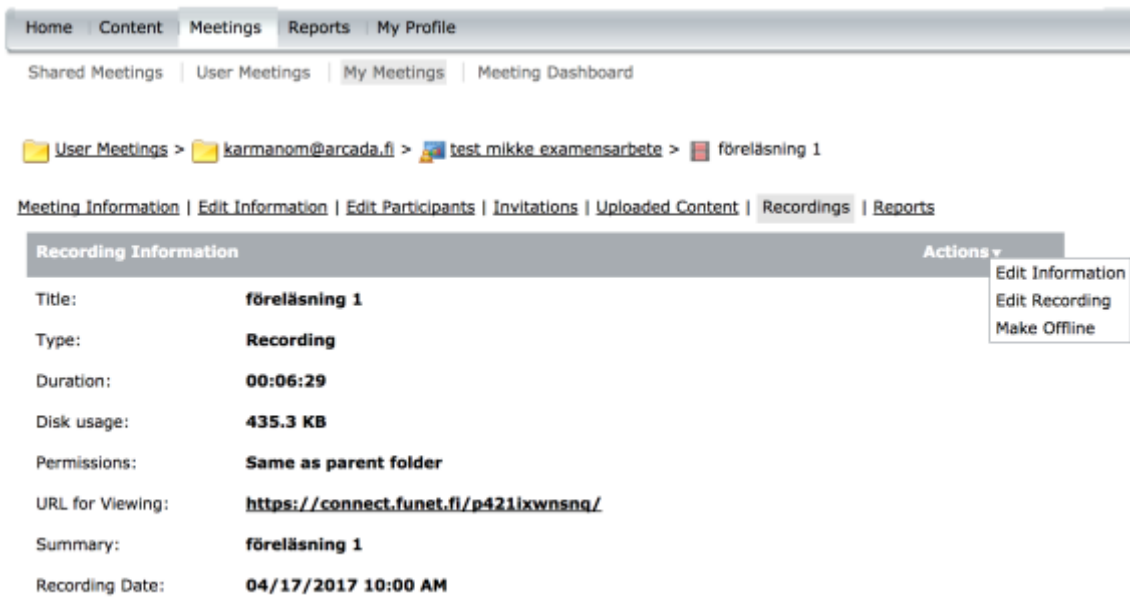 Home Content Meetings Reports My Profile
Shared Meetings User Meetings My Meetings Meeting Dashboard
User Meetings > karmanom@arcada.fi > test mikke examensarbete > föreläsning 1
Meeting Information | Edit Information | Edit Participants | Invitations | Uploaded Content | Recordings | Reports
Recording Information Actions
Edit Information
Edit Recording
Make Offline
Title: föreläsning 1
Type: Recording
Duration: 00:06:29
Disk usage: 435.3 KB
Permissions: Same as parent folder
URL for Viewing: https://connect.funet.fi/p421ixwnsnq/
Summary: föreläsning 1
Recording Date: 04/17/2017 10:00 AM